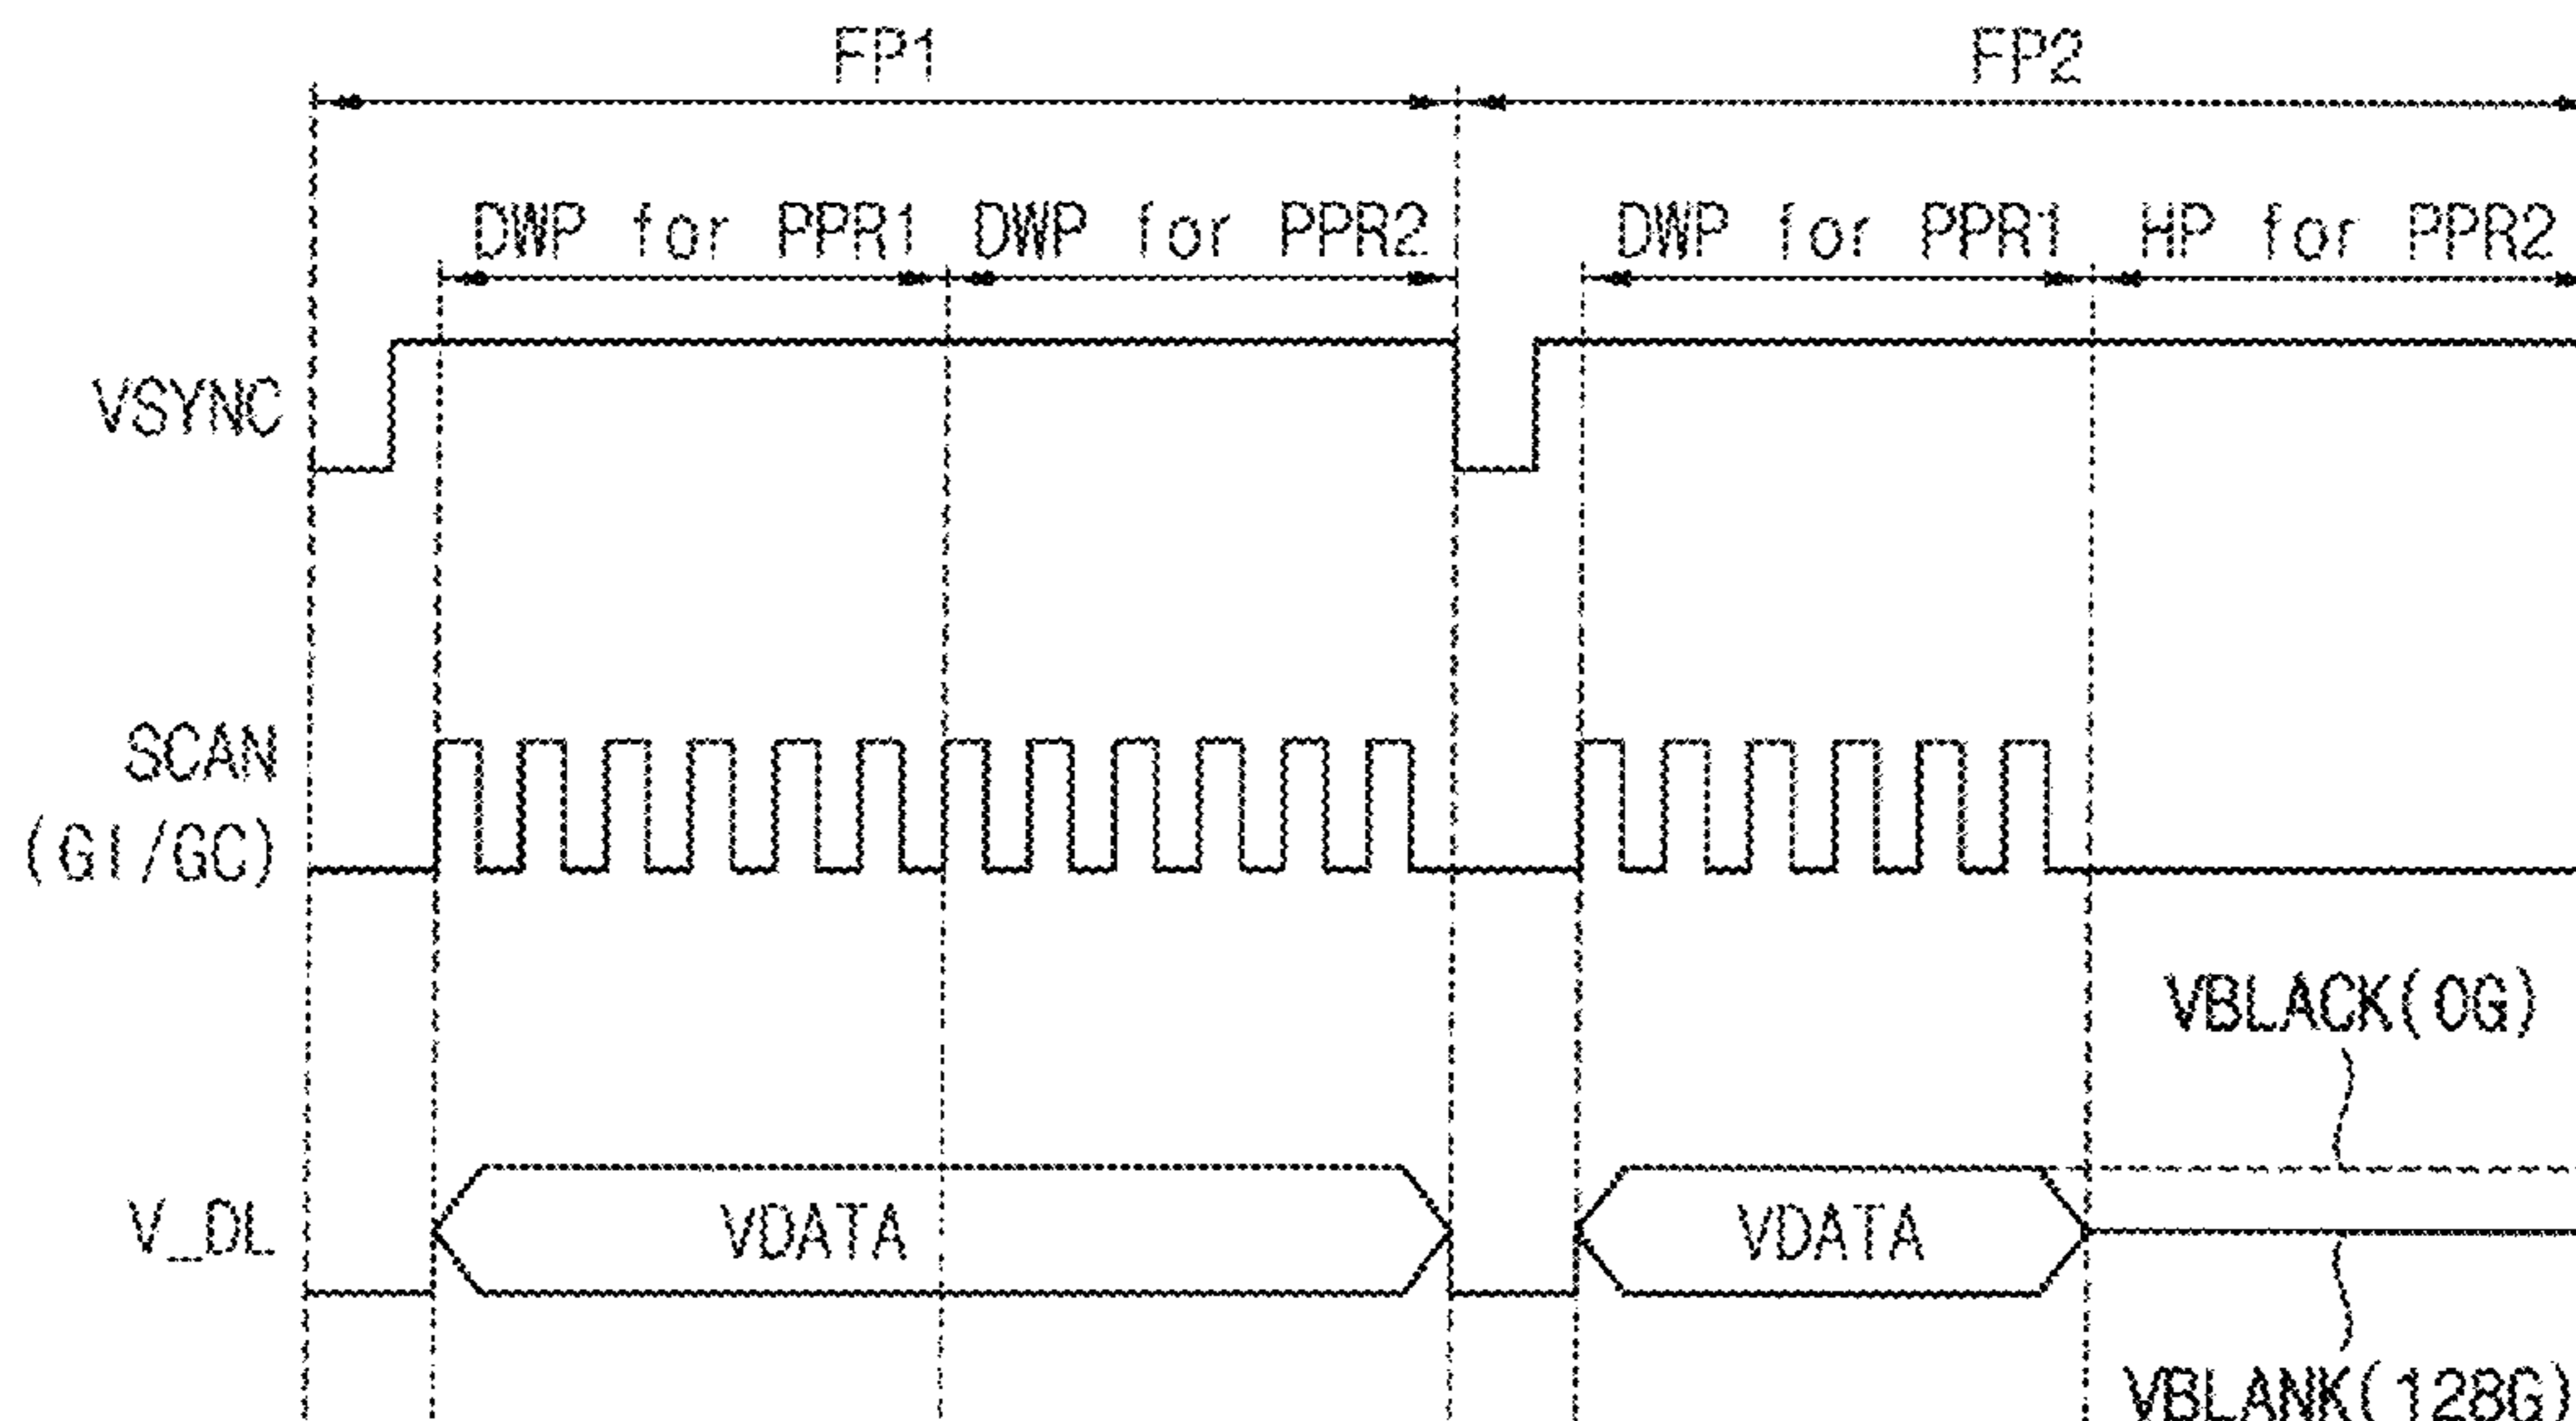 FP1 FP2
DWP for PPR1 DWP for PPR2 DWP for PPR1 HP for PPR2
VSYNC
SCAN
(GI/GC)
VBLACK(0G)
V_DL VDATA VDATA
VBLANK(128G)